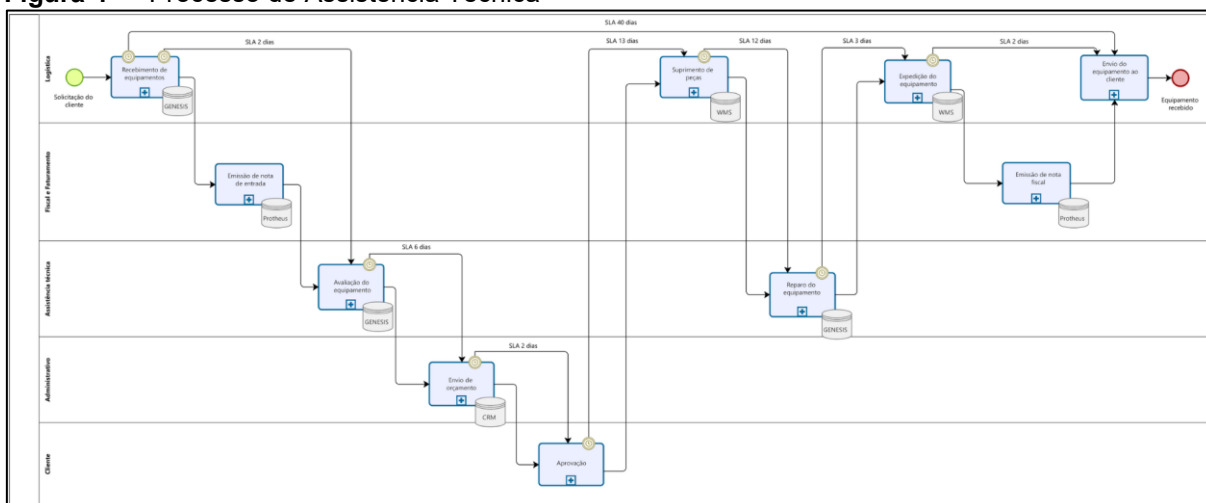 Processo de Assistência Técnica
SLA 40 dias
Logística
Solicitação do
cliente
Recebimento de
equipamentos
GENESIS
SLA 2 dias
SLA 13 dias
Suprimento de
peças
WMS
SLA 12 dias
SLA 3 dias
Expedição do
equipamento
WMS
SLA 2 dias
Envio do
equipamento ao
cliente
Equipamento
recebido
Fiscal e Faturamento
Emissão de nota
de entrada
Protheus
Emissão de nota
fiscal
Protheus
Assistência técnica
Avaliação do
equipamento
GENESIS
SLA 6 dias
Reparo do
equipamento
GENESIS
Administrativo
Envio de
orçamento
CRM
SLA 2 dias
Cliente
Aprovação